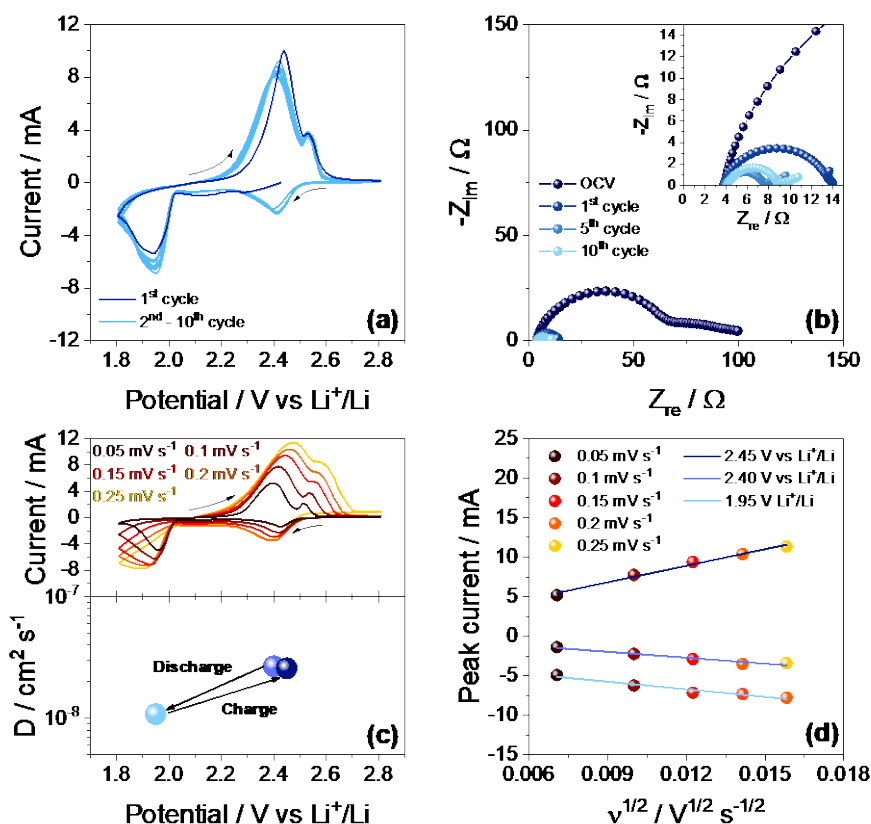 12
8
4
0
-4
-8
-12
Current / mA
1st cycle
2nd - 10th cycle
(a)
1.8 2.0 2.2 2.4 2.6 2.8
Potential / V vs Li+/Li
150
125
100
75
50
25
0
-ZIm / Ω
OCV
1st cycle
5th cycle
10th cycle
14
12
10
8
6
4
2
0
-ZIm / Ω
0 2 4 6 8 10 12 14
Zre / Ω
(b)
0 50 100 150
Zre / Ω
12
8
4
0
-4
-8
Current / mA
0.05 mV s-1 0.1 mV s-1
0.15 mV s-1 0.2 mV s-1
0.25 mV s-1
10-7
10-8
D / cm2 s-1
Discharge
Charge
(c)
1.8 2.0 2.2 2.4 2.6 2.8
Potential / V vs Li+/Li
25
20
15
10
5
0
-5
-10
-15
Peak current / mA
0.05 mV s-1
0.1 mV s-1
0.15 mV s-1
0.2 mV s-1
0.25 mV s-1
2.45 V vs Li+/Li
2.40 V vs Li+/Li
1.95 V Li+/Li
(d)
0.006 0.009 0.012 0.015 0.018
ν1/2 / V1/2 s-1/2